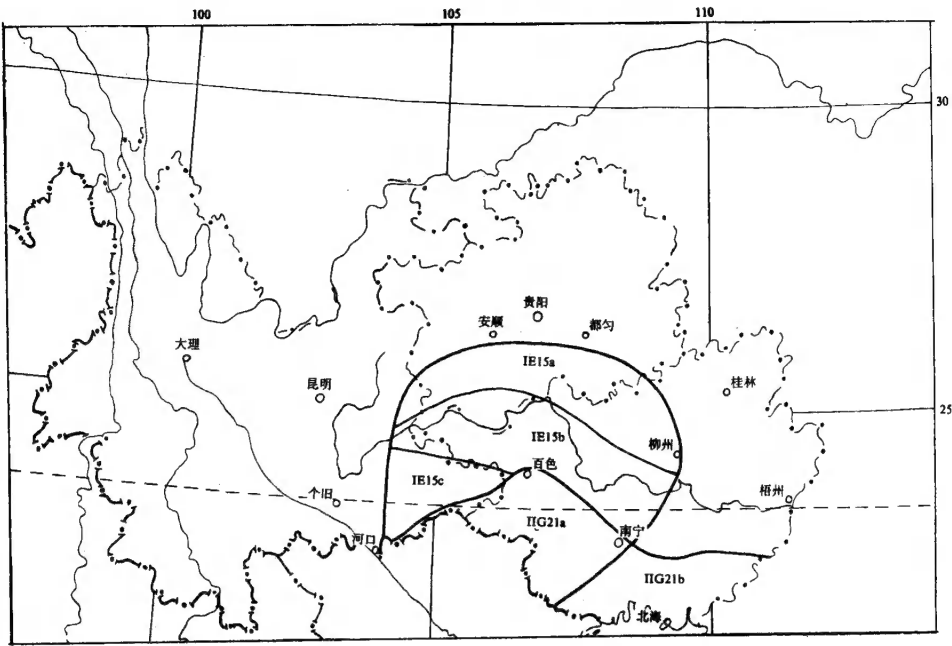 100
105
110
30
贵阳
安顺
都匀
大理
IE15a
桂林
昆明
25
IE15b
柳州
百色
IE15c
个旧
梧州
IIG21a
南宁
河口
IIG21b
北海